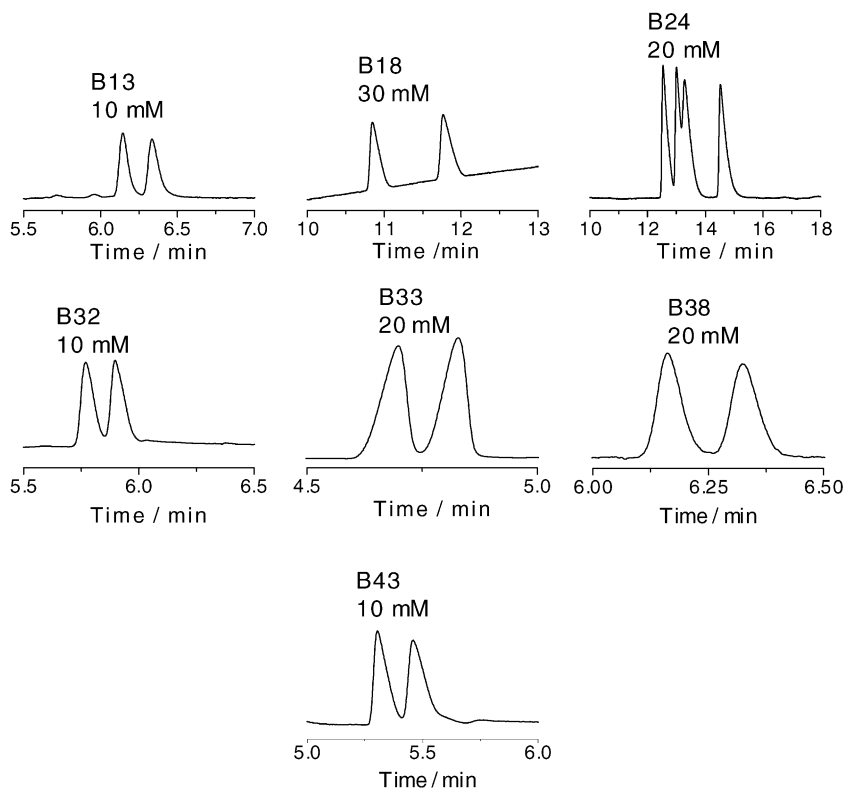 B13
10 mM
5.5 6.0 6.5 7.0
Time / min
B18
30 mM
10 11 12 13
Time /min
B24
20 mM
10 12 14 16 18
Time / min
B32
10 mM
5.5 6.0 6.5
Time / min
B33
20 mM
4.5 5.0
Time / min
B38
20 mM
6.00 6.25 6.50
Time / min
B43
10 mM
5.0 5.5 6.0
Time / min